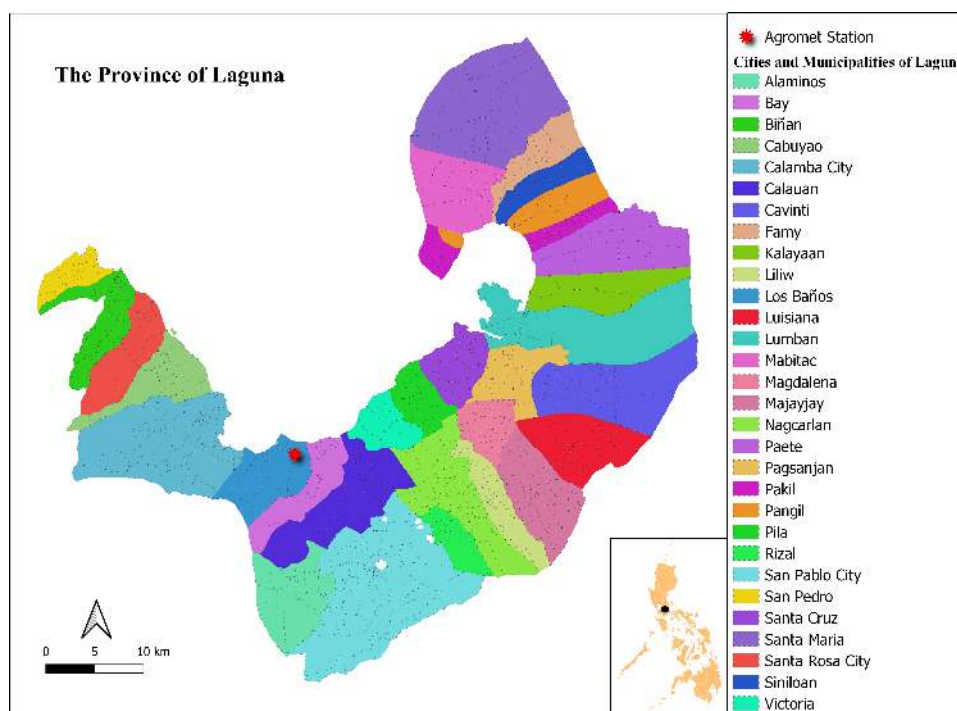 The Province of Laguna
Agromet Station
Cities and Municipalities of Lagun
Alaminos
Bay
Biñan
Cabuyao
Calamba City
Calauan
Cavinti
Famy
Kalayaan
Liliw
Los Baños
Luisiana
Lumban
Mabitac
Magdalena
Majayjay
Nagcarlan
Paete
Pagsanjan
Pakil
Pangil
Pila
Rizal
San Pablo City
San Pedro
Santa Cruz
Santa Maria
Santa Rosa City
Siniloan
Victoria
0 5 10 km